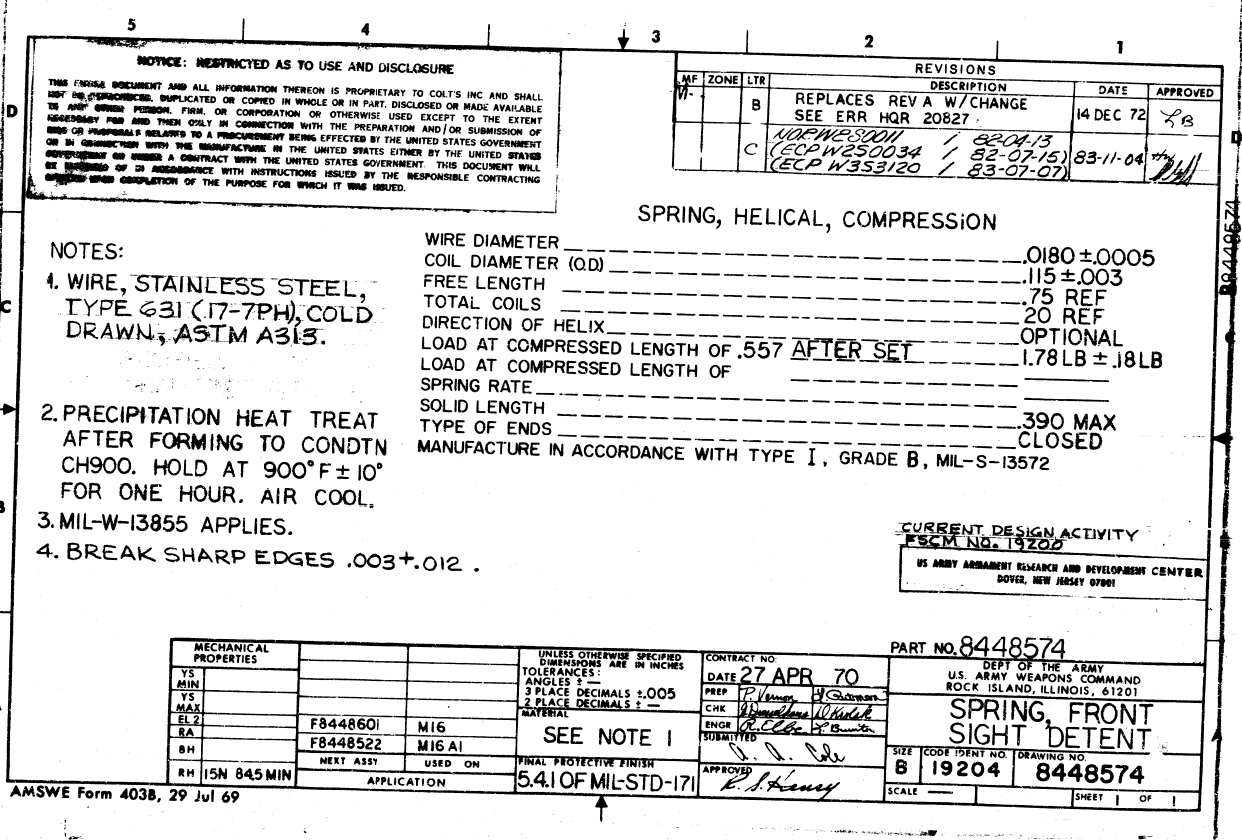 5 4 3 2 1
NOTICE: RESTRICTED AS TO USE AND DISCLOSURE
THIS ENTIRE DOCUMENT AND ALL INFORMATION THEREON IS PROPRIETARY TO COLT'S INC AND SHALL
NOT BE REPRODUCED, DUPLICATED OR COPIED IN WHOLE OR IN PART, DISCLOSED OR MADE AVAILABLE
TO ANY OTHER PERSON, FIRM, OR CORPORATION OR OTHERWISE USED EXCEPT TO THE EXTENT
NECESSARY FOR AND THEN ONLY IN CONNECTION WITH THE PREPARATION AND/OR SUBMISSION OF
BIDS OR PROPOSALS RELATED TO A PROCUREMENT BEING EFFECTED BY THE UNITED STATES GOVERNMENT
OR IN CONNECTION WITH THE MANUFACTURE IN THE UNITED STATES EITHER BY THE UNITED STATES
GOVERNMENT OR UNDER A CONTRACT WITH THE UNITED STATES GOVERNMENT. THIS DOCUMENT WILL
BE DISPOSED OF IN ACCORDANCE WITH INSTRUCTIONS ISSUED BY THE RESPONSIBLE CONTRACTING
UPON COMPLETION OF THE PURPOSE FOR WHICH IT WAS ISSUED.
REVISIONS
MF ZONE LTR DESCRIPTION DATE APPROVED
B REPLACES REV A W/CHANGE
SEE ERR HQR 20827 14 DEC 72 LB
NORW2S0011 / 82-04-13
C (ECP W2S0034 / 82-07-15) 83-11-04
(ECP W3S3120 / 83-07-07)
D
D
8448574
SPRING, HELICAL, COMPRESSION
WIRE DIAMETER .0180 ±.0005
COIL DIAMETER (O.D) .115 ±.003
FREE LENGTH .75 REF
TOTAL COILS 20 REF
DIRECTION OF HELIX OPTIONAL
LOAD AT COMPRESSED LENGTH OF .557 AFTER SET 1.78 LB ± .18 LB
LOAD AT COMPRESSED LENGTH OF
SPRING RATE
SOLID LENGTH .390 MAX
TYPE OF ENDS CLOSED
MANUFACTURE IN ACCORDANCE WITH TYPE I, GRADE B, MIL-S-13572
NOTES:
1. WIRE, STAINLESS STEEL,
TYPE 631 (17-7PH), COLD
DRAWN, ASTM A313.
2. PRECIPITATION HEAT TREAT
AFTER FORMING TO CONDTN
CH900. HOLD AT 900°F ± 10°
FOR ONE HOUR. AIR COOL.
3. MIL-W-13855 APPLIES.
4. BREAK SHARP EDGES .003+.012 .
C
CURRENT DESIGN ACTIVITY
FSCM NO. 19200
US ARMY ARMAMENT RESEARCH AND DEVELOPMENT CENTER
DOVER, NEW JERSEY 07801
MECHANICAL
PROPERTIES
YS
MIN
YS
MAX
EL 2
RA
BH
RH 15N 84.5 MIN
F8448601 M16
F8448522 M16 A1
NEXT ASSY USED ON
APPLICATION
UNLESS OTHERWISE SPECIFIED
DIMENSIONS ARE IN INCHES
TOLERANCES:
ANGLES ± —
3 PLACE DECIMALS ±.005
2 PLACE DECIMALS ± —
MATERIAL
SEE NOTE 1
FINAL PROTECTIVE FINISH
5.4.1 OF MIL-STD-171
CONTRACT NO.
DATE 27 APR 70
PREP P. Vernon
CHK
ENGR R. Elbe
SUBMITTED
A. A. Cole
APPROVED
R. S. Henry
PART NO. 8448574
DEPT OF THE ARMY
U.S. ARMY WEAPONS COMMAND
ROCK ISLAND, ILLINOIS, 61201
SPRING, FRONT
SIGHT DETENT
SIZE CODE IDENT NO. DRAWING NO.
B 19204 8448574
SCALE —
SHEET 1 OF 1
AMSWE Form 403B, 29 Jul 69